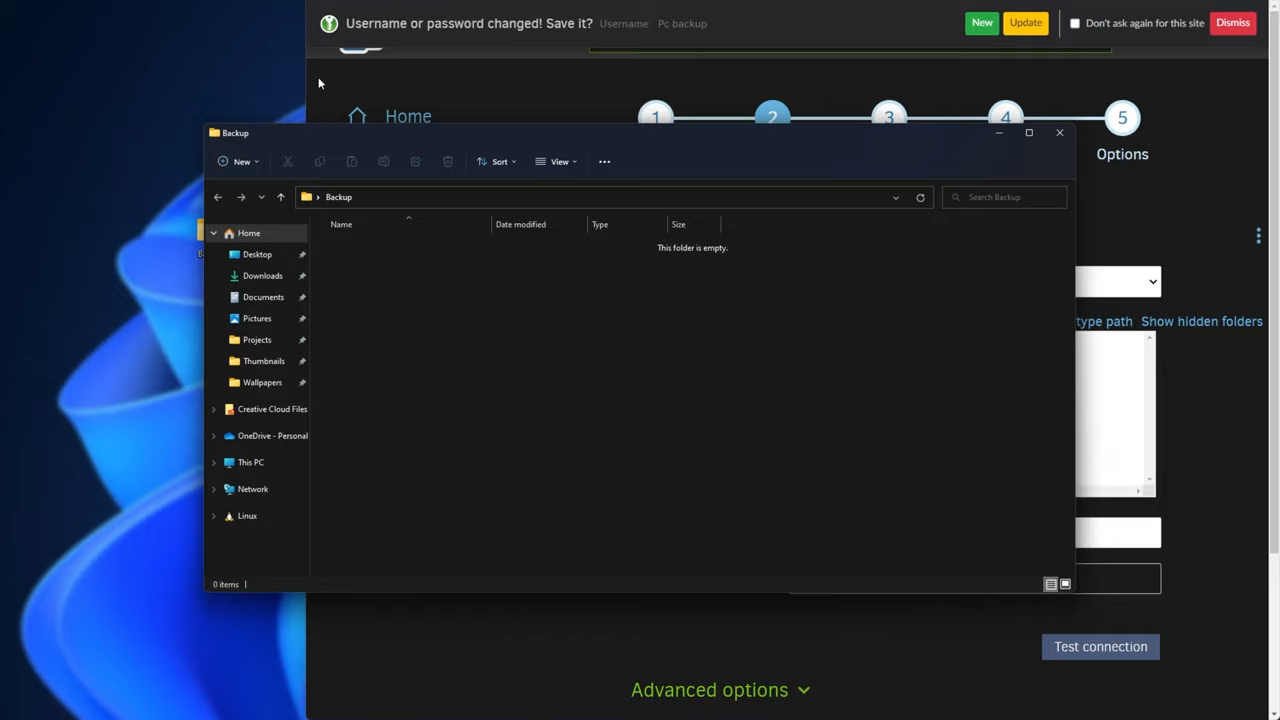 Username or password changed! Save it? Username: Pc backup New Update Don't ask again for this site Dismiss
Home 1 2 3 4 5
Options
Backup
New Sort View
Backup Search Backup
Name Date modified Type Size
This folder is empty.
Home
Desktop
Downloads
Documents
Pictures
Projects
Thumbnails
Wallpapers
Creative Cloud Files
OneDrive - Personal
This PC
Network
Linux
0 items
type path Show hidden folders
Test connection
Advanced options